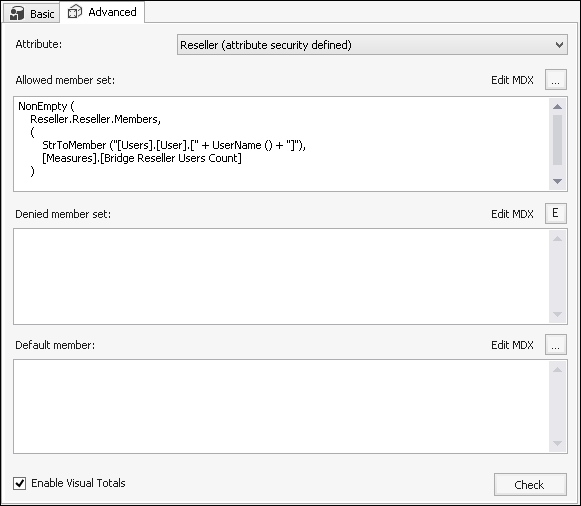 Basic Advanced
Attribute: Reseller (attribute security defined)
Allowed member set: Edit MDX ...
NonEmpty (
Reseller.Reseller.Members,
(
StrToMember ("[Users].[User].[" + UserName () + "]"),
[Measures].[Bridge Reseller Users Count]
)
Denied member set: Edit MDX E
Default member: Edit MDX ...
Enable Visual Totals Check